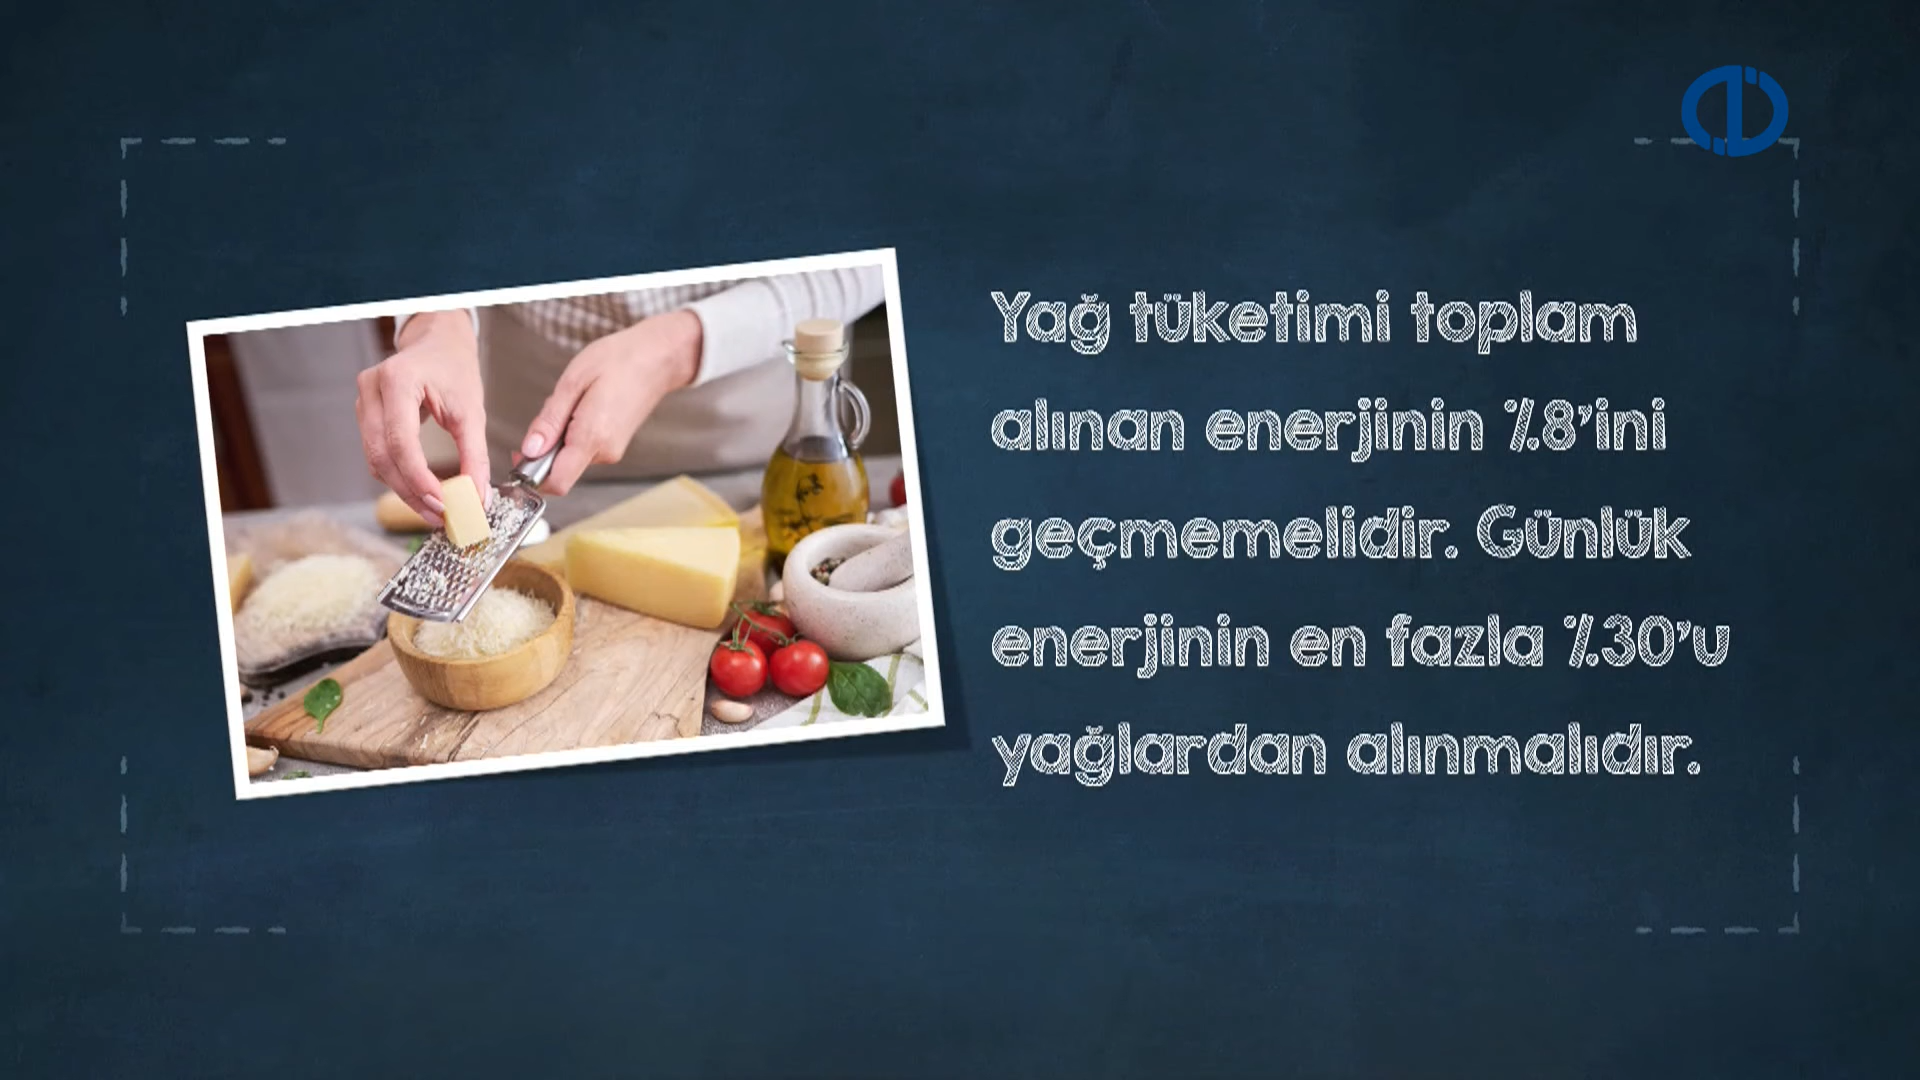 Yağ tüketimi toplam
alınan enerjinin %8'ini
geçmemelidir. Günlük
enerjinin en fazla %30'u
yağlardan alınmalıdır.